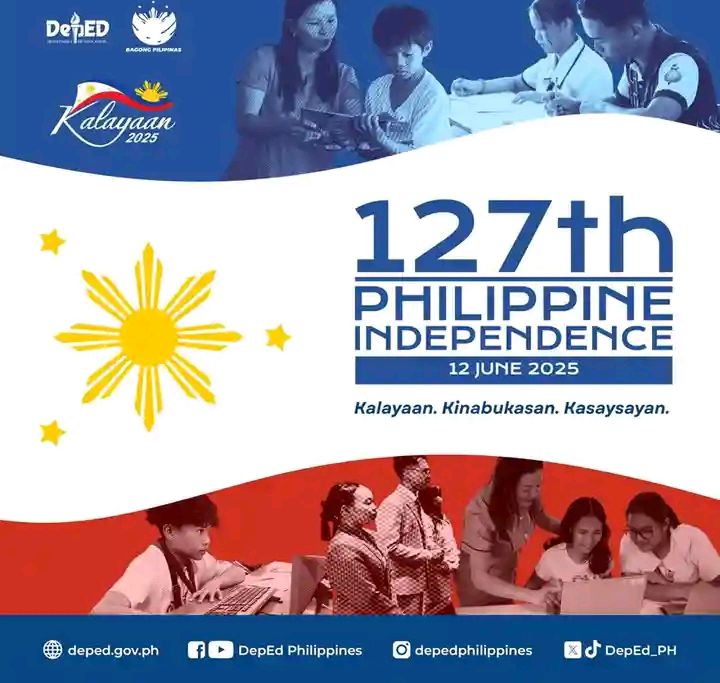 DepED
BAGONG PILIPINAS
Kalayaan
2025
127th
PHILIPPINE
INDEPENDENCE
12 JUNE 2025
Kalayaan. Kinabukasan. Kasaysayan.
deped.gov.ph
DepEd Philippines
depedphilippines
DepEd_PH